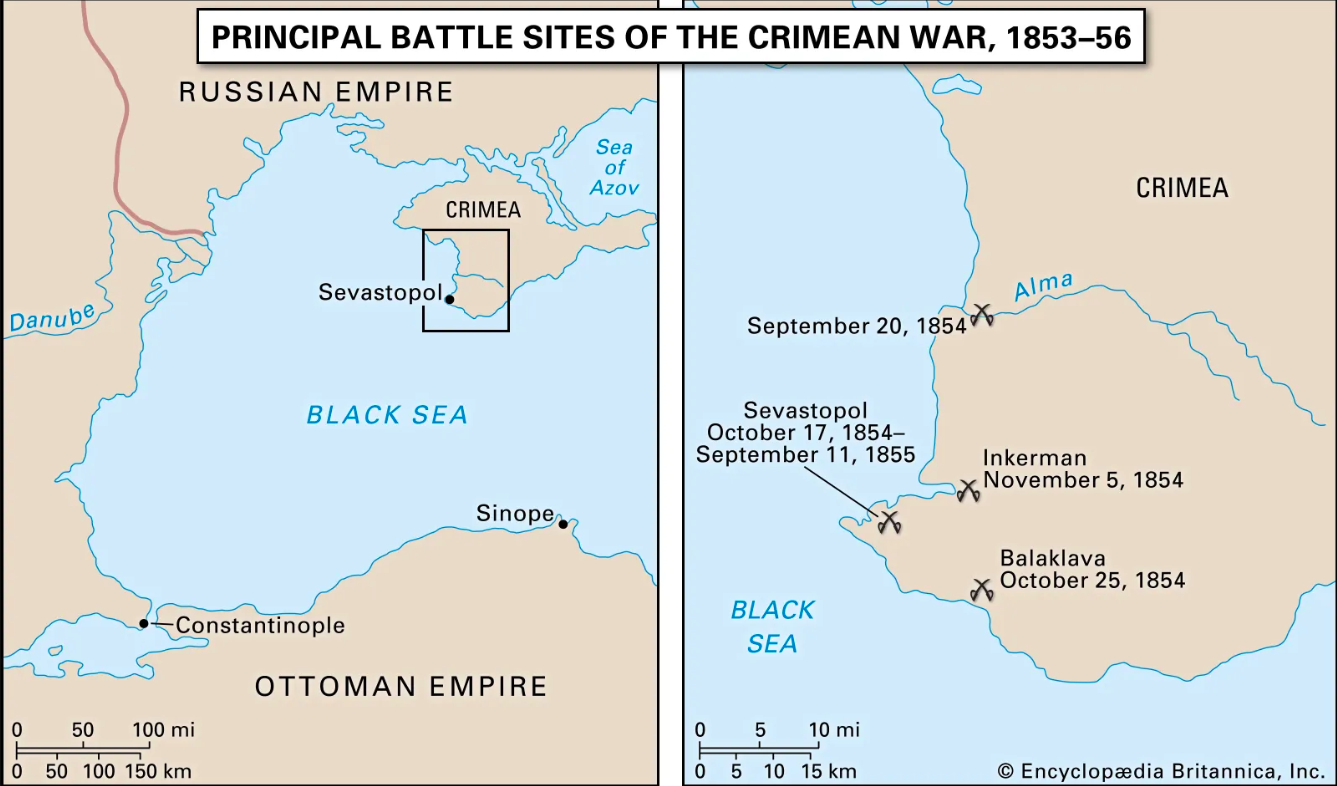 PRINCIPAL BATTLE SITES OF THE CRIMEAN WAR, 1853–56
RUSSIAN EMPIRE
Sea
of
Azov
CRIMEA
Sevastopol
Danube
BLACK SEA
Sinope
Constantinople
OTTOMAN EMPIRE
0 50 100 mi
0 50 100 150 km
CRIMEA
Alma
September 20, 1854
Sevastopol
October 17, 1854–
September 11, 1855
Inkerman
November 5, 1854
Balaklava
October 25, 1854
BLACK
SEA
0 5 10 mi
0 5 10 15 km
© Encyclopædia Britannica, Inc.